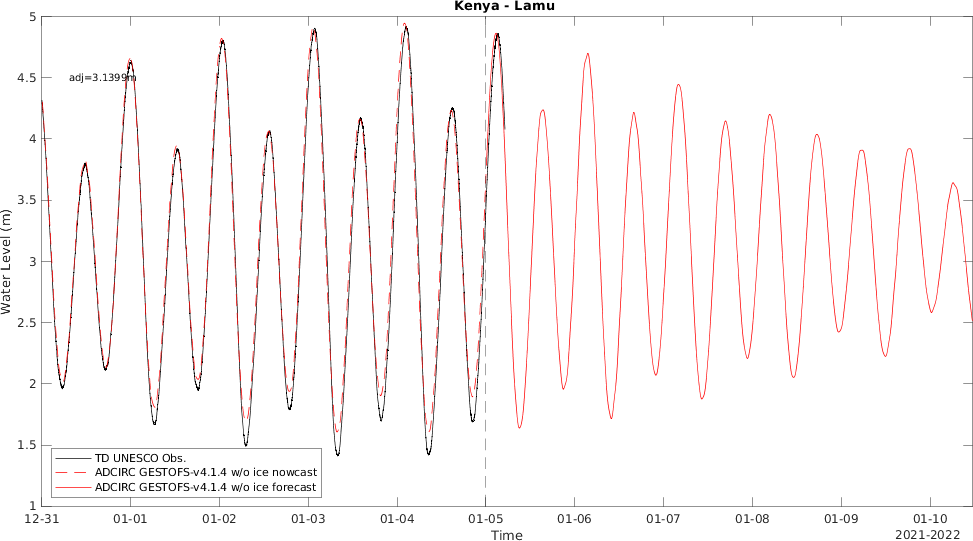 Kenya - Lamu
5
4.5
4
3.5
3
2.5
2
1.5
1
Water Level (m)
adj=3.1399m
TD UNESCO Obs.
ADCIRC GESTOFS-v4.1.4 w/o ice nowcast
ADCIRC GESTOFS-v4.1.4 w/o ice forecast
12-31 01-01 01-02 01-03 01-04 01-05 01-06 01-07 01-08 01-09 01-10
Time
2021-2022